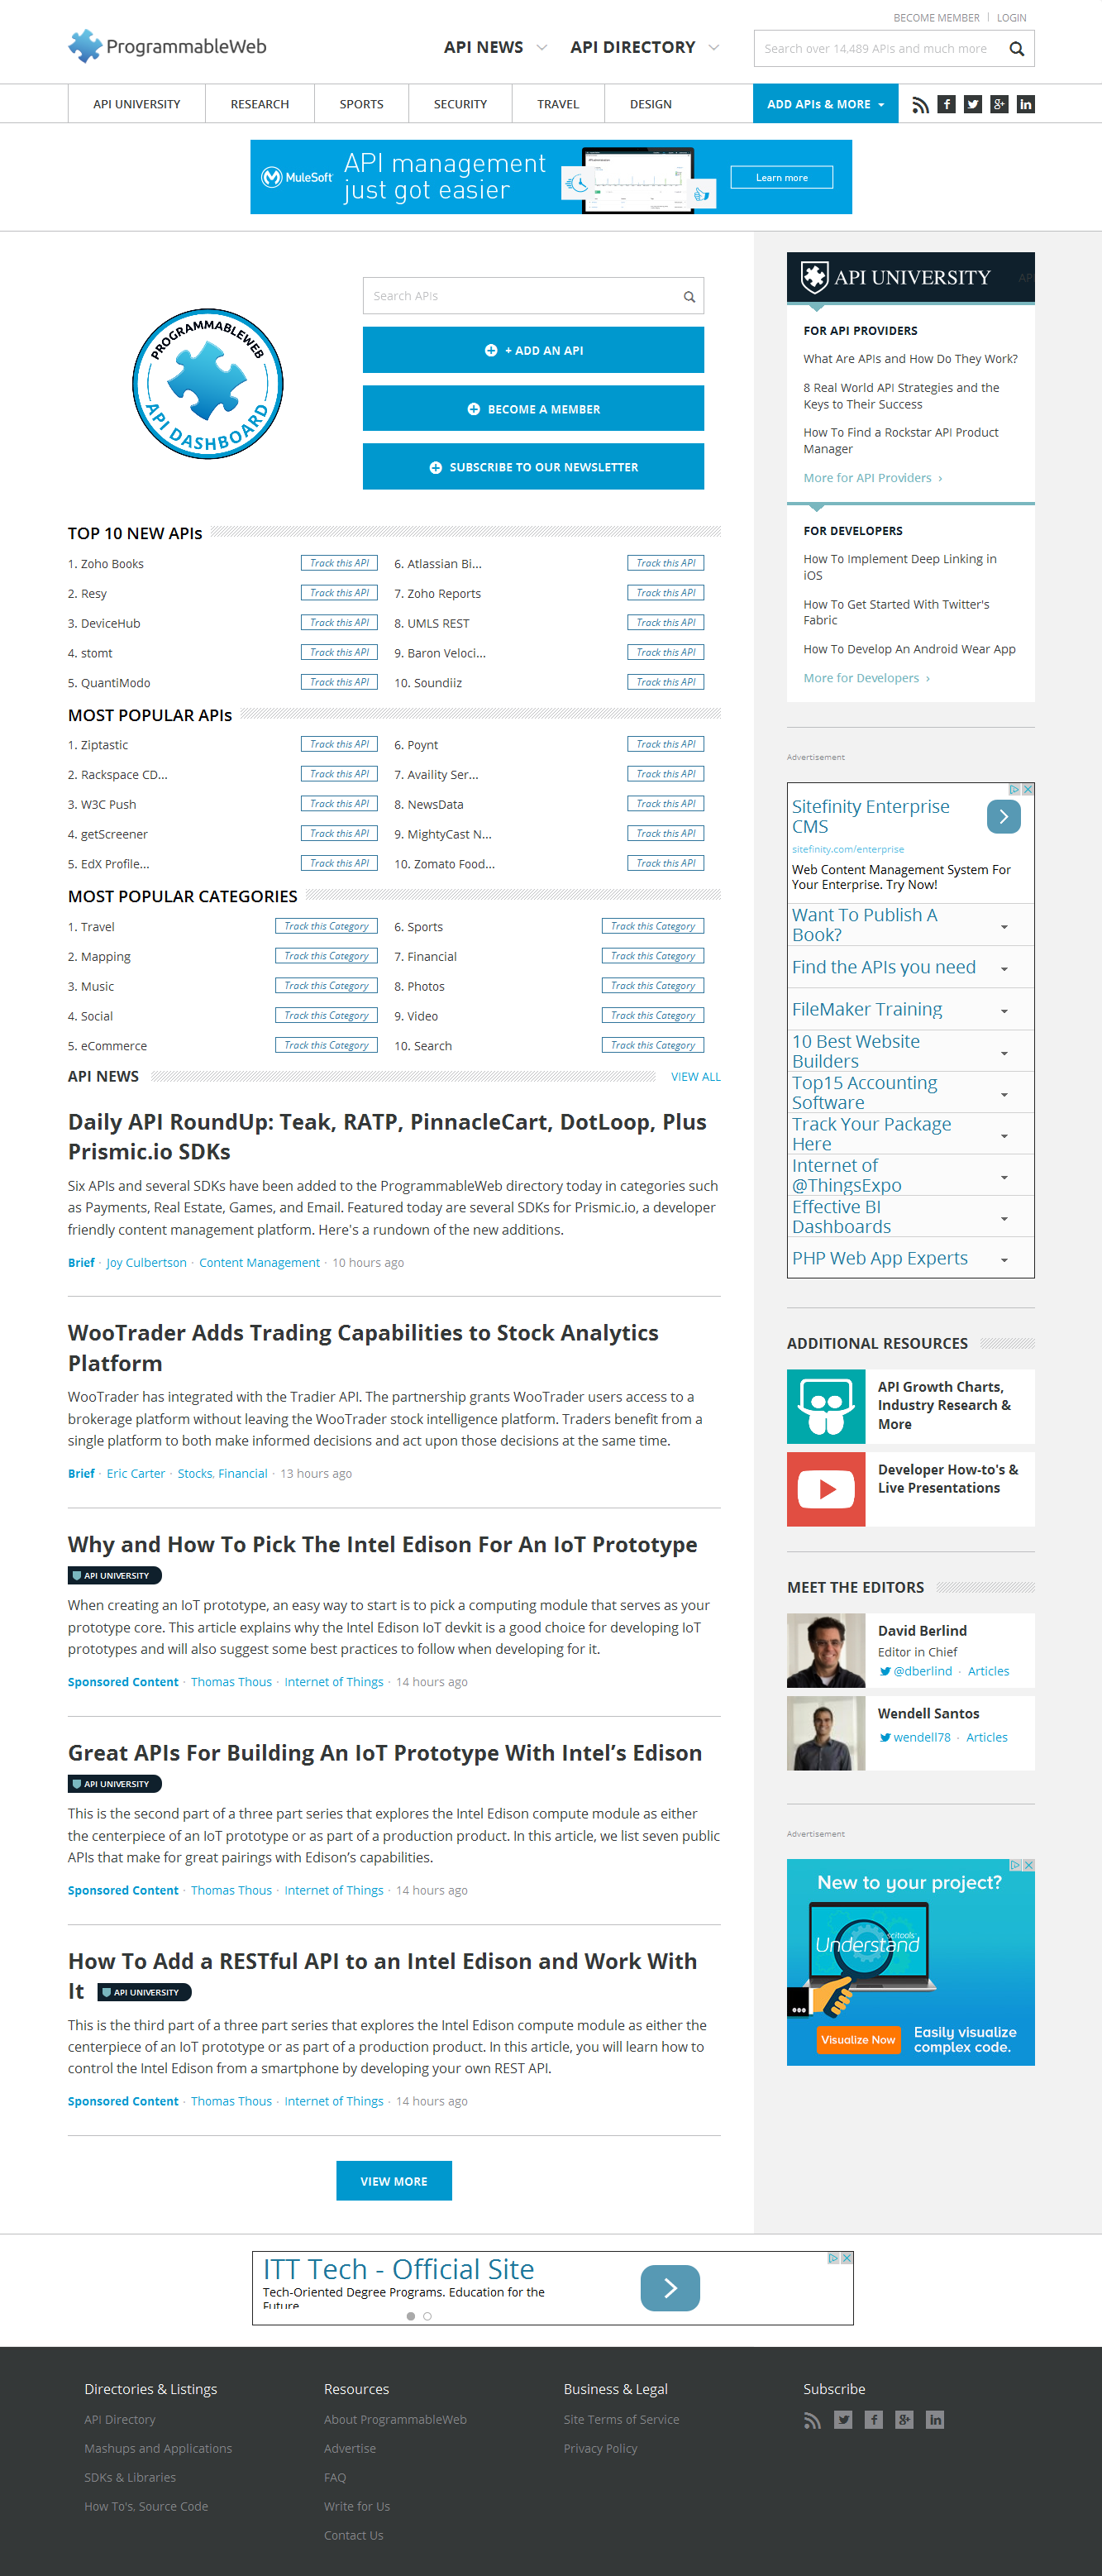 BECOME MEMBER | LOGIN
ProgrammableWeb
API NEWS
API DIRECTORY
Search over 14,489 APIs and much more
API UNIVERSITY
RESEARCH
SPORTS
SECURITY
TRAVEL
DESIGN
ADD APIs & MORE
MuleSoft
API management
just got easier
Learn more
PROGRAMMABLEWEB
API DASHBOARD
Search APIs
+ ADD AN API
BECOME A MEMBER
SUBSCRIBE TO OUR NEWSLETTER
TOP 10 NEW APIs
1. Zoho Books Track this API 6. Atlassian Bi... Track this API
2. Resy Track this API 7. Zoho Reports Track this API
3. DeviceHub Track this API 8. UMLS REST Track this API
4. stomt Track this API 9. Baron Veloci... Track this API
5. QuantiModo Track this API 10. Soundiiz Track this API
MOST POPULAR APIs
1. Ziptastic Track this API 6. Poynt Track this API
2. Rackspace CD... Track this API 7. Availity Ser... Track this API
3. W3C Push Track this API 8. NewsData Track this API
4. getScreener Track this API 9. MightyCast N... Track this API
5. EdX Profile... Track this API 10. Zomato Food... Track this API
MOST POPULAR CATEGORIES
1. Travel Track this Category 6. Sports Track this Category
2. Mapping Track this Category 7. Financial Track this Category
3. Music Track this Category 8. Photos Track this Category
4. Social Track this Category 9. Video Track this Category
5. eCommerce Track this Category 10. Search Track this Category
API NEWS VIEW ALL
Daily API RoundUp: Teak, RATP, PinnacleCart, DotLoop, Plus
Prismic.io SDKs
Six APIs and several SDKs have been added to the ProgrammableWeb directory today in categories such
as Payments, Real Estate, Games, and Email. Featured today are several SDKs for Prismic.io, a developer
friendly content management platform. Here's a rundown of the new additions.
Brief · Joy Culbertson · Content Management · 10 hours ago
WooTrader Adds Trading Capabilities to Stock Analytics
Platform
WooTrader has integrated with the Tradier API. The partnership grants WooTrader users access to a
brokerage platform without leaving the WooTrader stock intelligence platform. Traders benefit from a
single platform to both make informed decisions and act upon those decisions at the same time.
Brief · Eric Carter · Stocks, Financial · 13 hours ago
Why and How To Pick The Intel Edison For An IoT Prototype
API UNIVERSITY
When creating an IoT prototype, an easy way to start is to pick a computing module that serves as your
prototype core. This article explains why the Intel Edison IoT devkit is a good choice for developing IoT
prototypes and will also suggest some best practices to follow when developing for it.
Sponsored Content · Thomas Thous · Internet of Things · 14 hours ago
Great APIs For Building An IoT Prototype With Intel’s Edison
API UNIVERSITY
This is the second part of a three part series that explores the Intel Edison compute module as either
the centerpiece of an IoT prototype or as part of a production product. In this article, we list seven public
APIs that make for great pairings with Edison’s capabilities.
Sponsored Content · Thomas Thous · Internet of Things · 14 hours ago
How To Add a RESTful API to an Intel Edison and Work With
It API UNIVERSITY
This is the third part of a three part series that explores the Intel Edison compute module as either the
centerpiece of an IoT prototype or as part of a production product. In this article, you will learn how to
control the Intel Edison from a smartphone by developing your own REST API.
Sponsored Content · Thomas Thous · Internet of Things · 14 hours ago
VIEW MORE
API UNIVERSITY
API
FOR API PROVIDERS
What Are APIs and How Do They Work?
8 Real World API Strategies and the
Keys to Their Success
How To Find a Rockstar API Product
Manager
More for API Providers ›
FOR DEVELOPERS
How To Implement Deep Linking in
iOS
How To Get Started With Twitter's
Fabric
How To Develop An Android Wear App
More for Developers ›
Advertisement
Sitefinity Enterprise
CMS
sitefinity.com/enterprise
Web Content Management System For
Your Enterprise. Try Now!
Want To Publish A
Book?
Find the APIs you need
FileMaker Training
10 Best Website
Builders
Top15 Accounting
Software
Track Your Package
Here
Internet of
@ThingsExpo
Effective BI
Dashboards
PHP Web App Experts
ADDITIONAL RESOURCES
API Growth Charts,
Industry Research &
More
Developer How-to's &
Live Presentations
MEET THE EDITORS
David Berlind
Editor in Chief
@dberlind · Articles
Wendell Santos
wendell78 · Articles
Advertisement
New to your project?
scitools
Understand
Visualize Now
Easily visualize
complex code.
ITT Tech - Official Site
Tech-Oriented Degree Programs. Education for the
Future
Directories & Listings
API Directory
Mashups and Applications
SDKs & Libraries
How To's, Source Code
Resources
About ProgrammableWeb
Advertise
FAQ
Write for Us
Contact Us
Business & Legal
Site Terms of Service
Privacy Policy
Subscribe